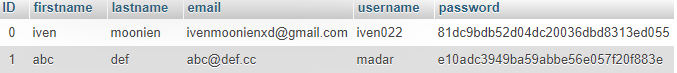 ID firstname lastname email username password
0 iven moonien ivenmoonienxd@gmail.com iven022 81dc9bdb52d04dc20036dbd8313ed055
1 abc def abc@def.cc madar e10adc3949ba59abbe56e057f20f883e